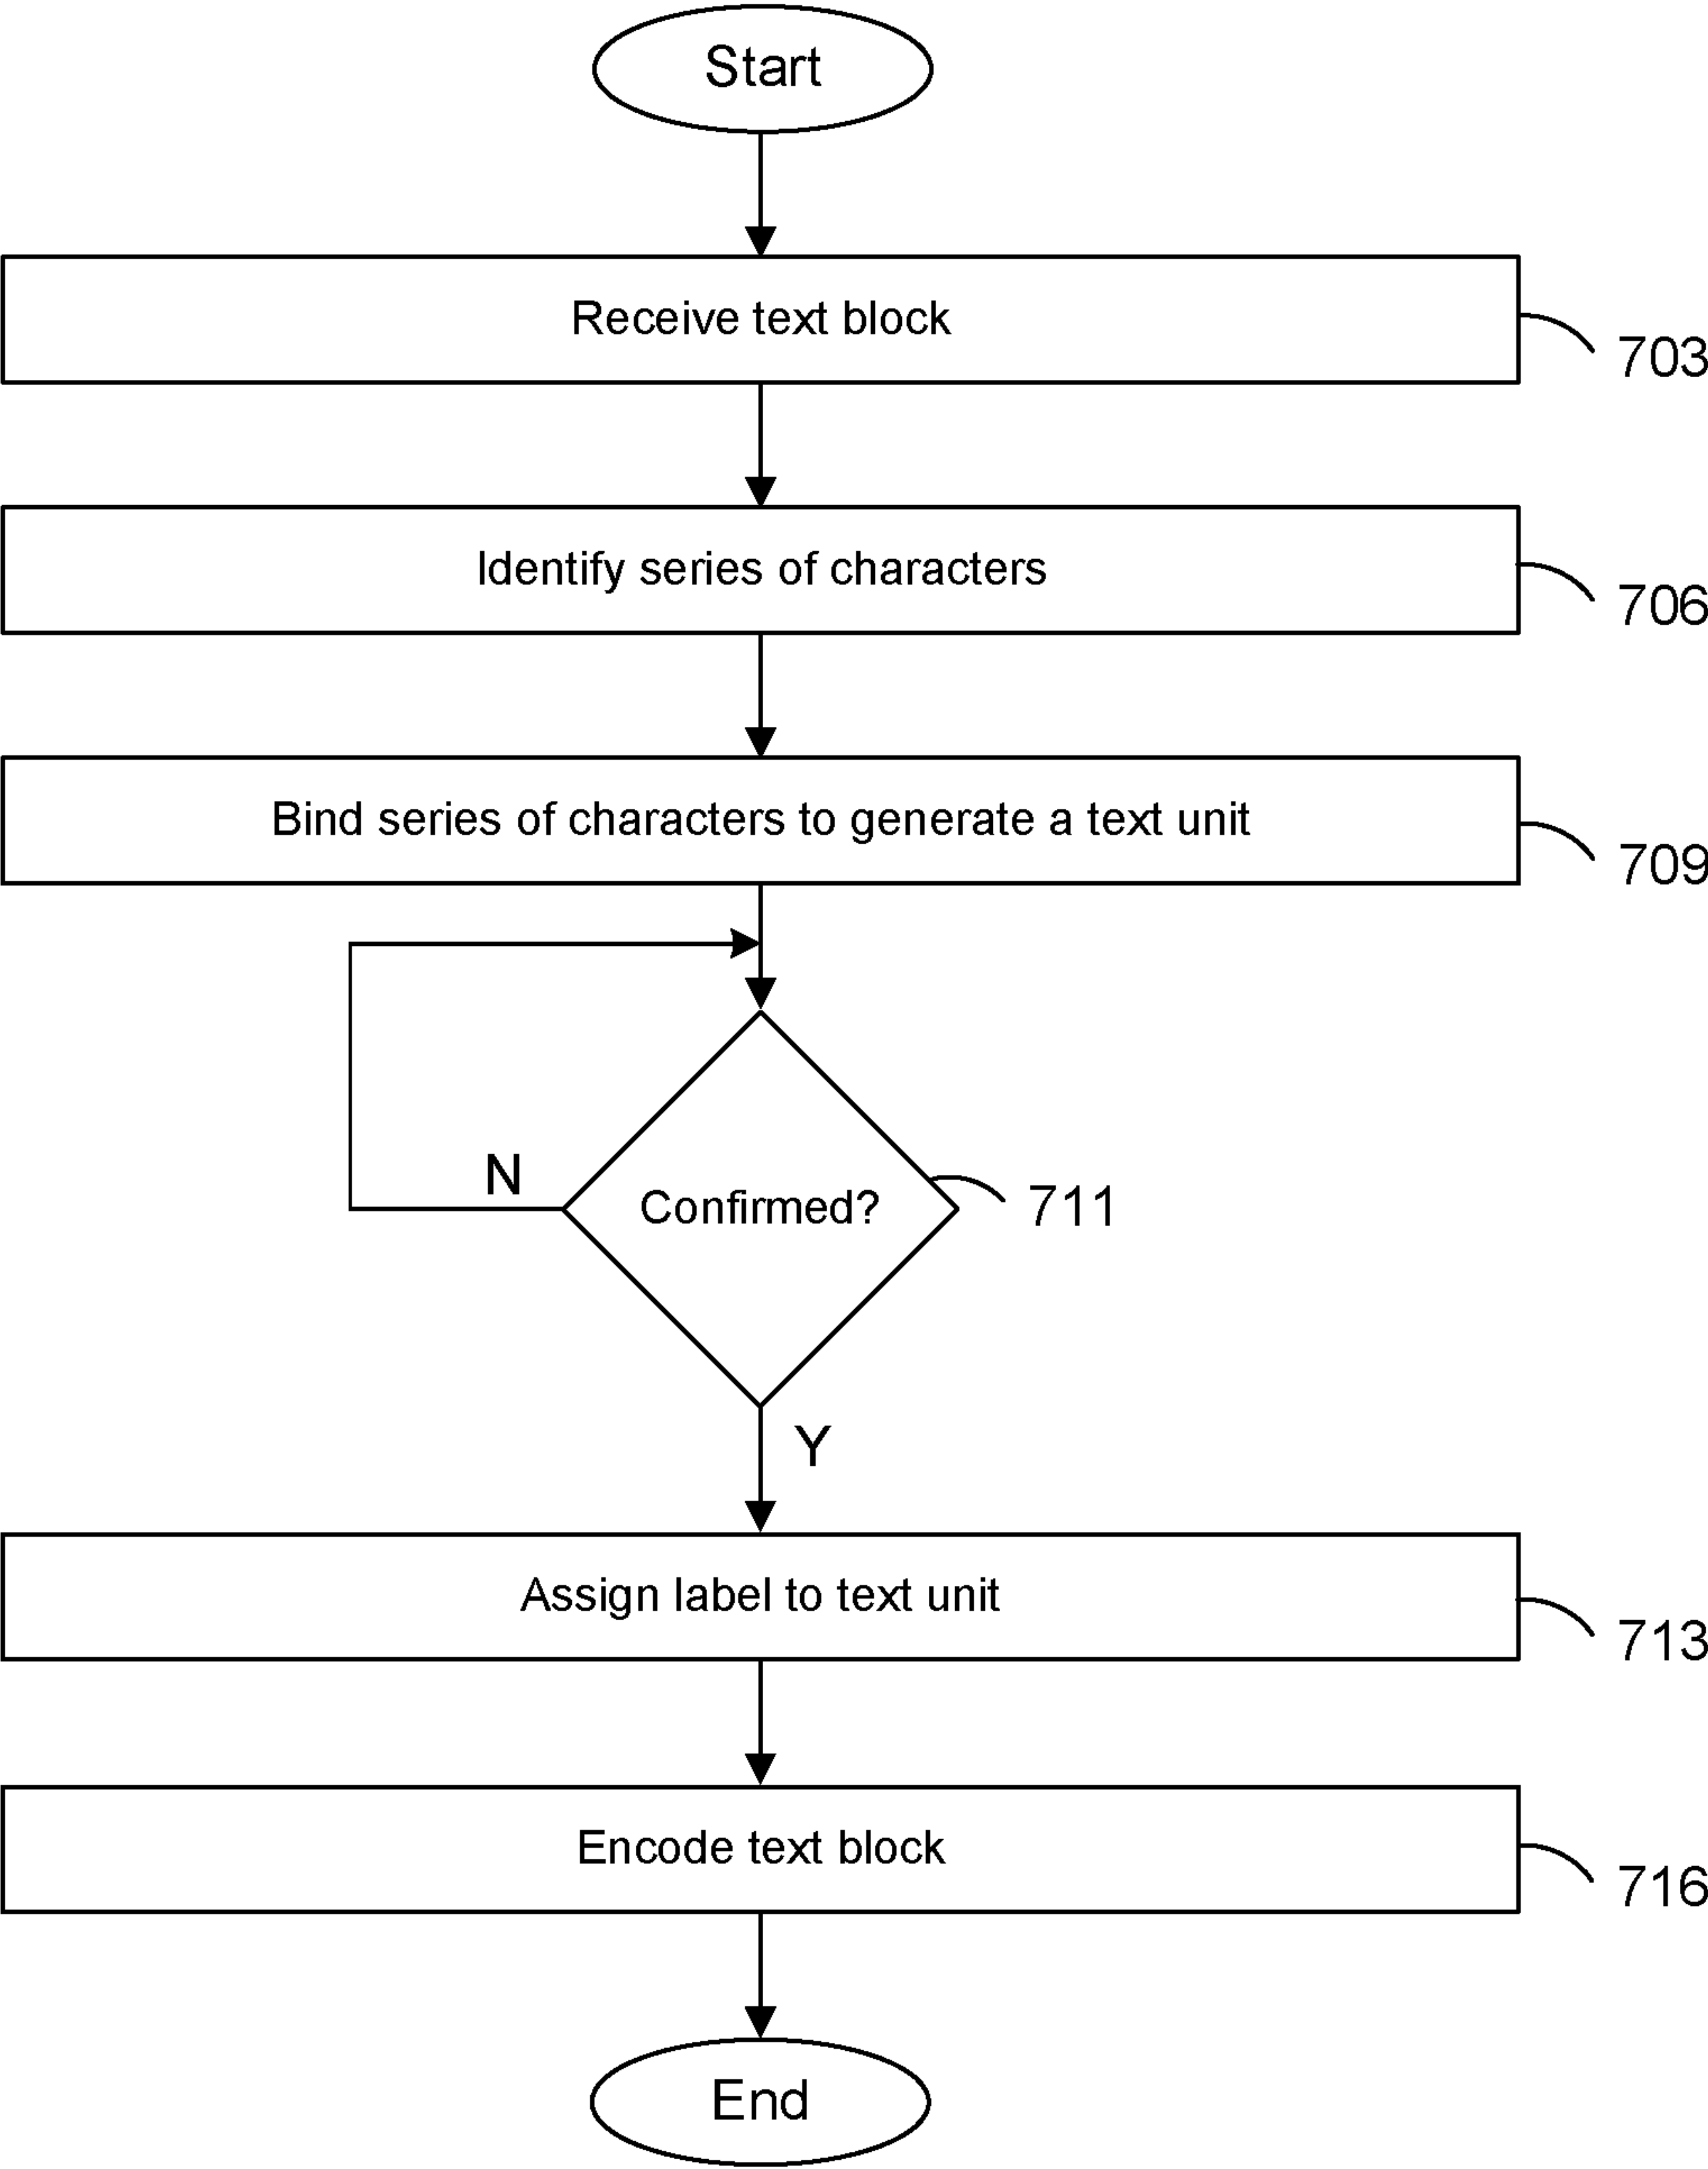 Start
Receive text block
703
Identify series of characters
706
Bind series of characters to generate a text unit
709
N
Confirmed?
711
Y
Assign label to text unit
713
Encode text block
716
End